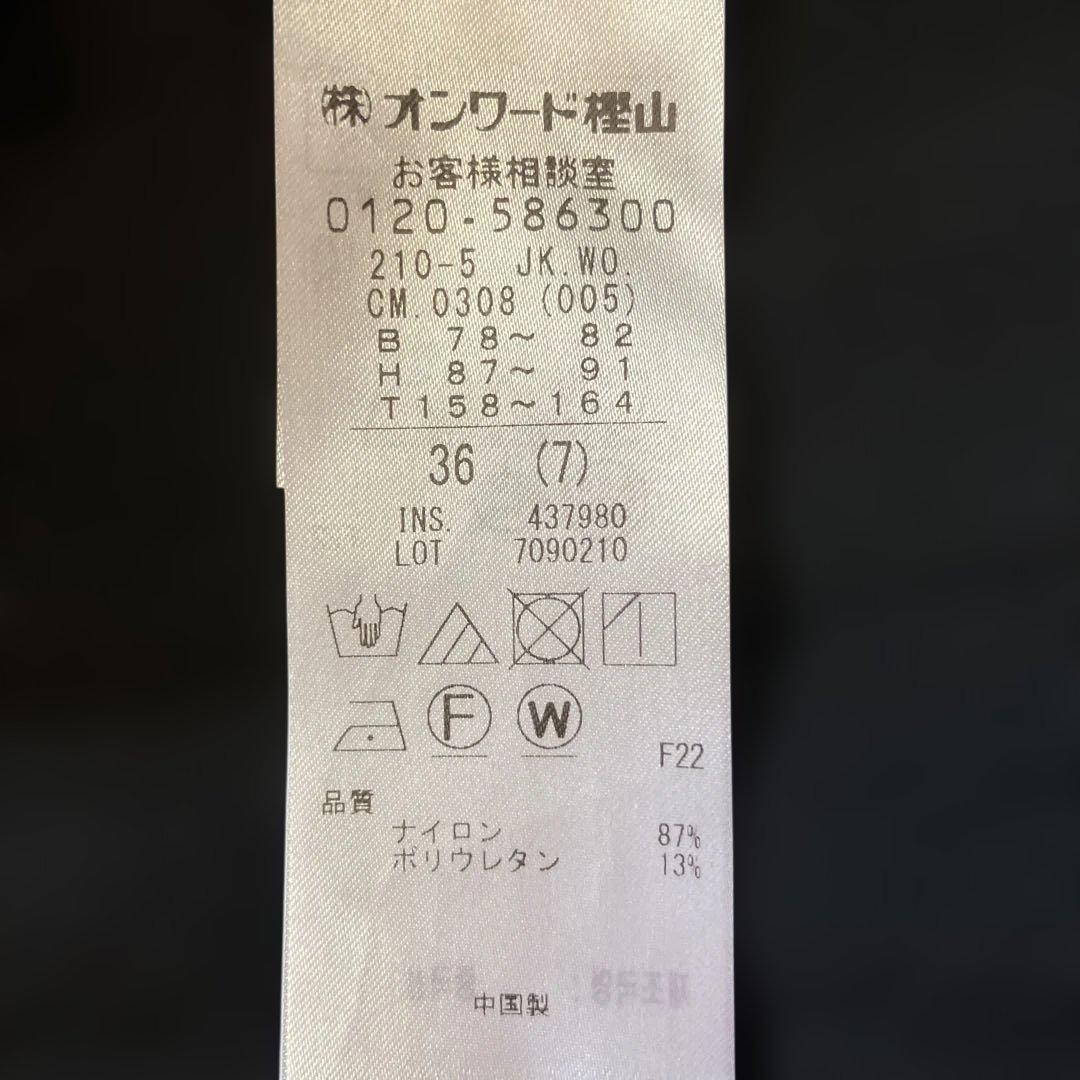 ㈱オンワード樫山
お客様相談室
0120-586300
210-5 JK.WO.
CM.0308 (005)
B 78～ 82
H 87～ 91
T158～164
36 (7)
INS. 437980
LOT 7090210
F W
F22
品質
ナイロン 87%
ポリウレタン 13%
中国製